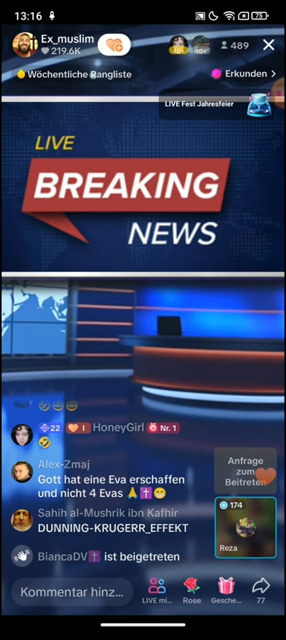 13:16
75
Ex_muslim
219.6K
489
Wöchentliche Rangliste
Erkunden >
LIVE Fest Jahresfeier
LIVE
BREAKING
NEWS
22
I
HoneyGirl
Nr. 1
Alex-Zmaj
Gott hat eine Eva erschaffen
und nicht 4 Evas
Sahih al-Mushrik ibn Kafhir
DUNNING-KRUGERR_EFFEKT
BiancaDV ist beigetreten
Anfrage
zum
Beitreten
174
Reza
Kommentar hinz...
LIVE mi...
Rose
Gesche...
77